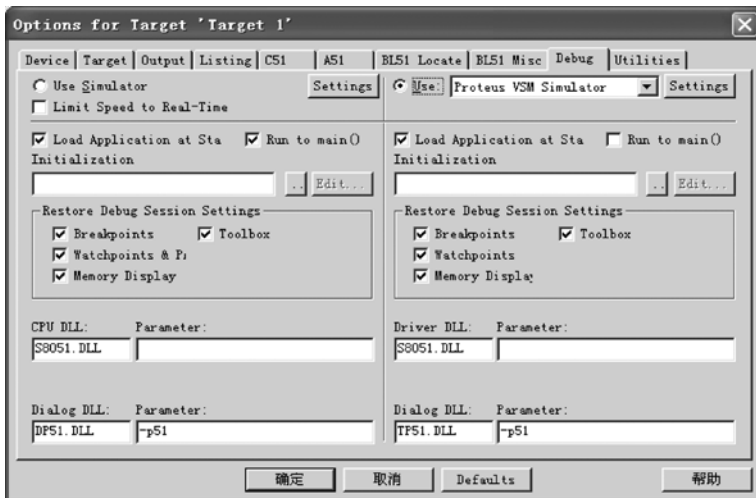 Options for Target 'Target 1'
Device Target Output Listing C51 A51 BL51 Locate BL51 Misc Debug Utilities
Use Simulator Settings
Limit Speed to Real-Time
Use: Proteus VSM Simulator Settings
Load Application at Sta Run to main()
Initialization
.. Edit...
Restore Debug Session Settings
Breakpoints Toolbox
Watchpoints & P
Memory Display
CPU DLL: Parameter:
S8051.DLL
Dialog DLL: Parameter:
DP51.DLL -p51
Load Application at Sta Run to main()
Initialization
.. Edit...
Restore Debug Session Settings
Breakpoints Toolbox
Watchpoints
Memory Display
Driver DLL: Parameter:
S8051.DLL
Dialog DLL: Parameter:
TP51.DLL -p51
确定 取消 Defaults 帮助